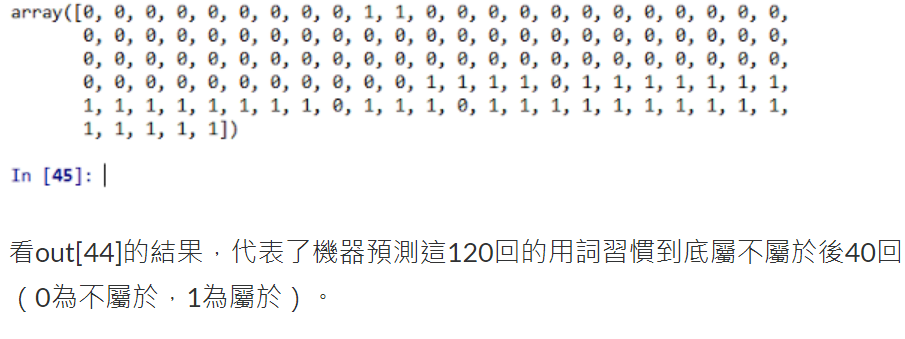 array([0, 0, 0, 0, 0, 0, 0, 0, 0, 1, 1, 0, 0, 0, 0, 0, 0, 0, 0, 0, 0, 0, 0,
0, 0, 0, 0, 0, 0, 0, 0, 0, 0, 0, 0, 0, 0, 0, 0, 0, 0, 0, 0, 0, 0, 0,
0, 0, 0, 0, 0, 0, 0, 0, 0, 0, 0, 0, 0, 0, 0, 0, 0, 0, 0, 0, 0, 0, 0,
0, 0, 0, 0, 0, 0, 0, 0, 0, 0, 0, 1, 1, 1, 1, 0, 1, 1, 1, 1, 1, 1, 1,
1, 1, 1, 1, 1, 1, 1, 1, 0, 1, 1, 1, 0, 1, 1, 1, 1, 1, 1, 1, 1, 1, 1,
1, 1, 1, 1, 1])
In [45]:
看out[44]的結果，代表了機器預測這120回的用詞習慣到底屬不屬於後40回
（0為不屬於，1為屬於）。